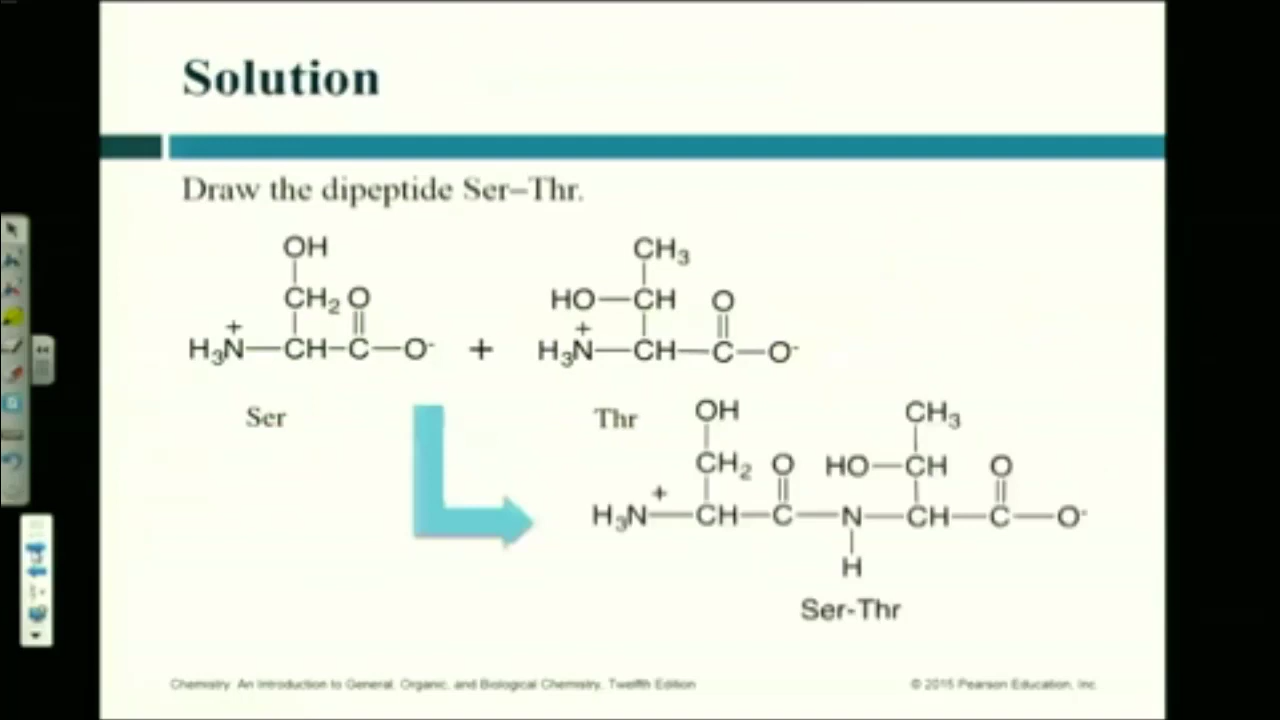 Solution
Draw the dipeptide Ser–Thr.
OH
CH₂ O
+
H₃N—CH–C—O⁻
+
CH₃
HO—CH O
+
H₃N—CH—C—O⁻
Ser
Thr
OH
CH₂ O
+
H₃N—CH—C—N—CH—C—O⁻
CH₃
HO—CH O
H
Ser-Thr
Chemistry: An Introduction to General, Organic, and Biological Chemistry, Twelfth Edition
© 2015 Pearson Education, Inc.